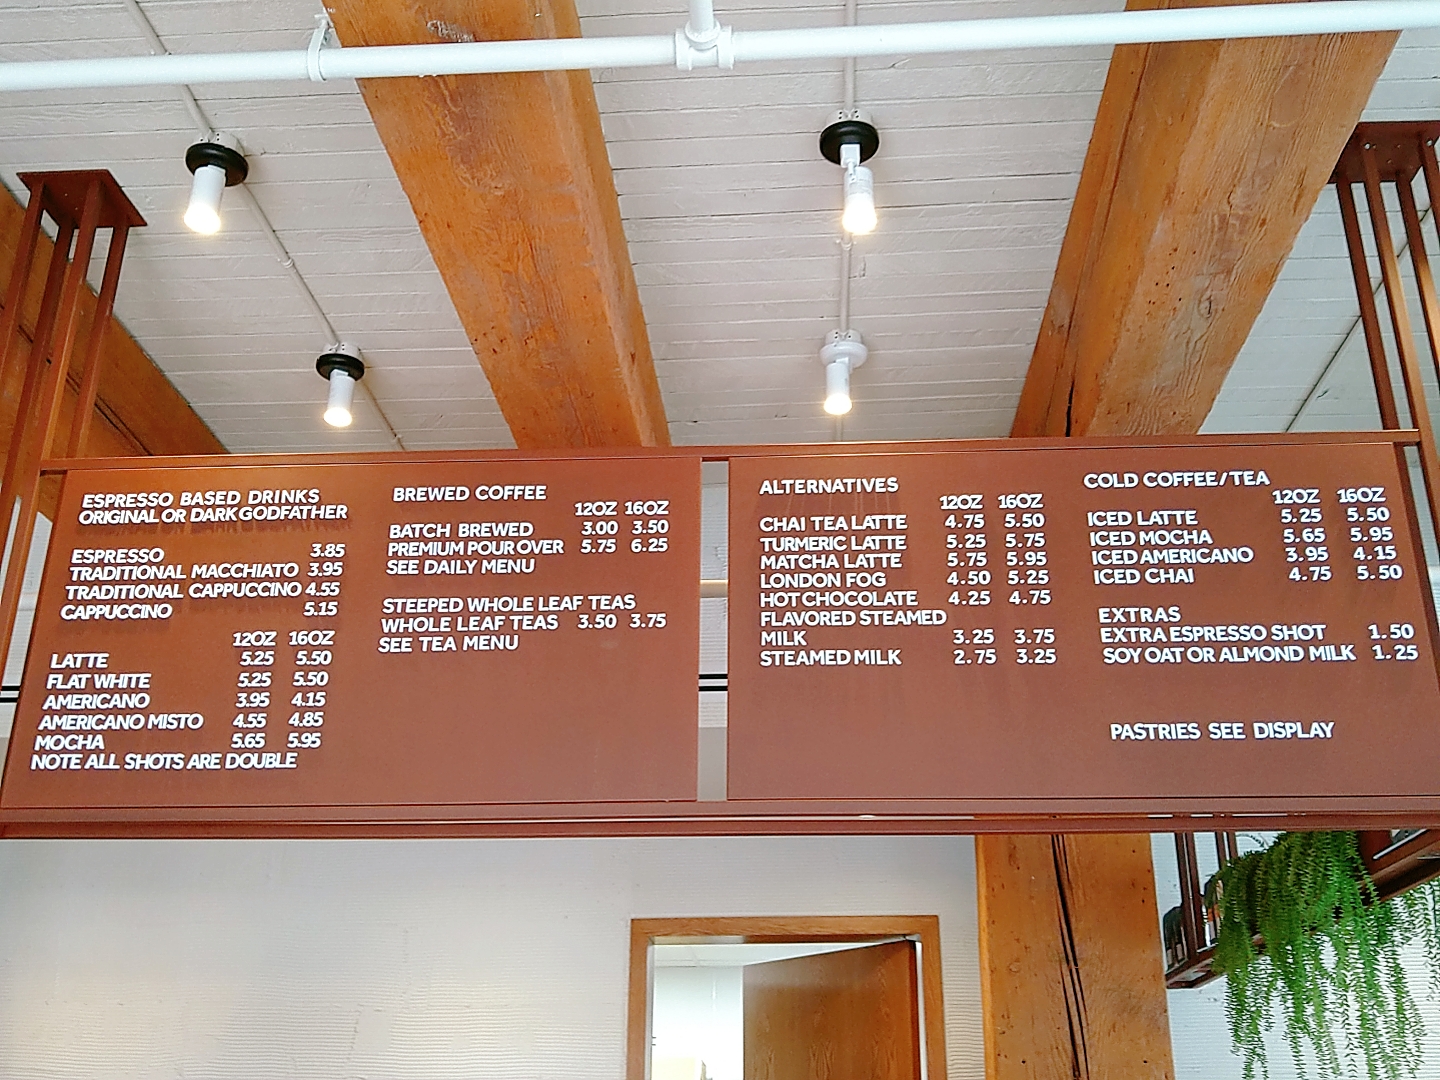 ESPRESSO BASED DRINKS
ORIGINAL OR DARK GODFATHER
ESPRESSO 3.85
TRADITIONAL MACCHIATO 3.95
TRADITIONAL CAPPUCCINO 4.55
CAPPUCCINO 5.15
12OZ 16OZ
LATTE 5.25 5.50
FLAT WHITE 5.25 5.50
AMERICANO 3.95 4.15
AMERICANO MISTO 4.55 4.85
MOCHA 5.65 5.95
NOTE ALL SHOTS ARE DOUBLE
BREWED COFFEE
12OZ 16OZ
BATCH BREWED 3.00 3.50
PREMIUM POUR OVER 5.75 6.25
SEE DAILY MENU
STEEPED WHOLE LEAF TEAS
WHOLE LEAF TEAS 3.50 3.75
SEE TEA MENU
ALTERNATIVES
12OZ 16OZ
CHAI TEA LATTE 4.75 5.50
TURMERIC LATTE 5.25 5.75
MATCHA LATTE 5.75 5.95
LONDON FOG 4.50 5.25
HOT CHOCOLATE 4.25 4.75
FLAVORED STEAMED
MILK 3.25 3.75
STEAMED MILK 2.75 3.25
COLD COFFEE/TEA
12OZ 16OZ
ICED LATTE 5.25 5.50
ICED MOCHA 5.65 5.95
ICED AMERICANO 3.95 4.15
ICED CHAI 4.75 5.50
EXTRAS
EXTRA ESPRESSO SHOT 1.50
SOY OAT OR ALMOND MILK 1.25
PASTRIES SEE DISPLAY